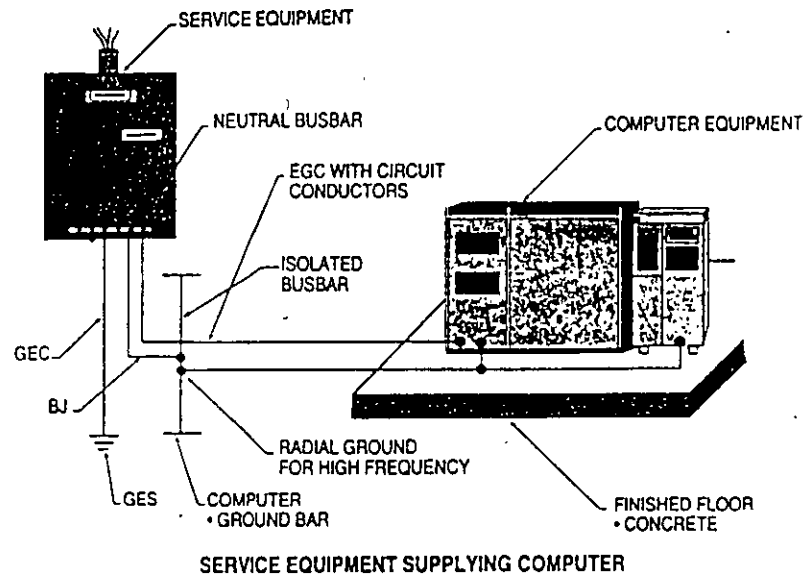 SERVICE EQUIPMENT
NEUTRAL BUSBAR
COMPUTER EQUIPMENT
EGC WITH CIRCUIT
CONDUCTORS
ISOLATED
BUSBAR
GEC
BJ
RADIAL GROUND
FOR HIGH FREQUENCY
GES
COMPUTER
• GROUND BAR
FINISHED FLOOR
• CONCRETE
SERVICE EQUIPMENT SUPPLYING COMPUTER